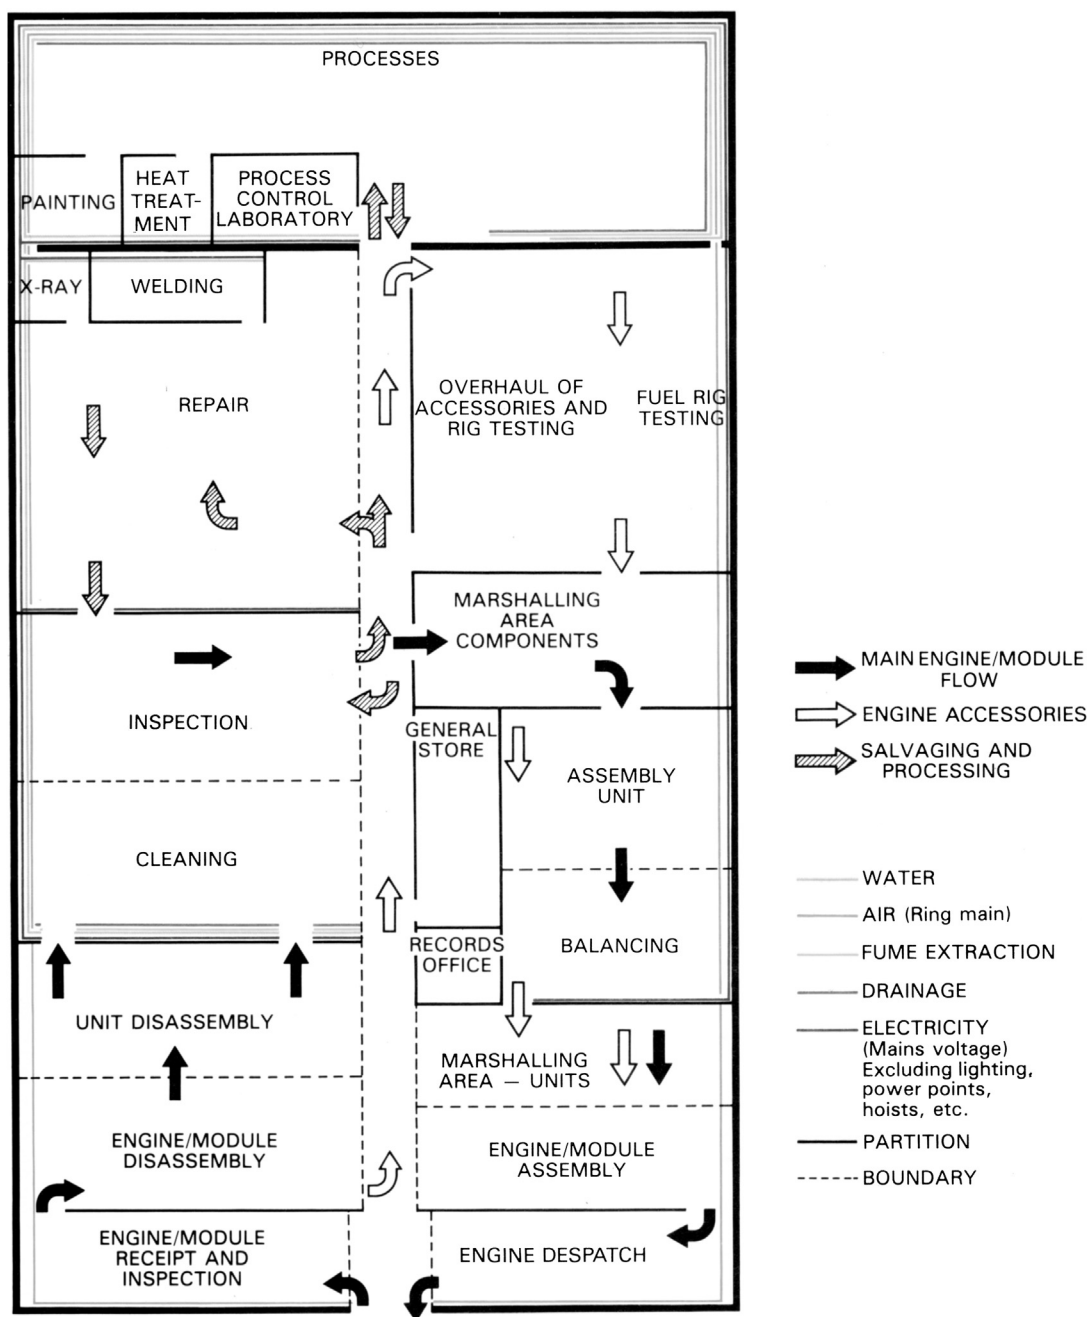 PROCESSES
PAINTING
HEAT
TREAT-
MENT
PROCESS
CONTROL
LABORATORY
X-RAY
WELDING
REPAIR
OVERHAUL OF
ACCESSORIES AND
RIG TESTING
FUEL RIG
TESTING
MARSHALLING
AREA
COMPONENTS
INSPECTION
GENERAL
STORE
ASSEMBLY
UNIT
CLEANING
RECORDS
OFFICE
BALANCING
UNIT DISASSEMBLY
MARSHALLING
AREA – UNITS
ENGINE/MODULE
DISASSEMBLY
ENGINE/MODULE
ASSEMBLY
ENGINE/MODULE
RECEIPT AND
INSPECTION
ENGINE DESPATCH
MAIN ENGINE/MODULE
FLOW
ENGINE ACCESSORIES
SALVAGING AND
PROCESSING
WATER
AIR (Ring main)
FUME EXTRACTION
DRAINAGE
ELECTRICITY
(Mains voltage)
Excluding lighting,
power points,
hoists, etc.
PARTITION
BOUNDARY